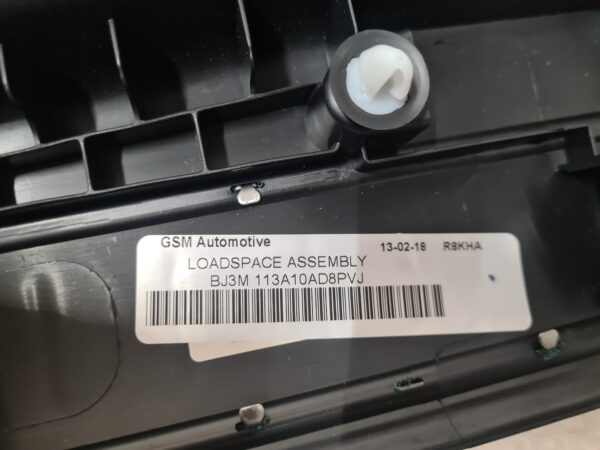 GSM Automotive 13-02-18 R8KHA
LOADSPACE ASSEMBLY
BJ3M 113A10AD8PVJ